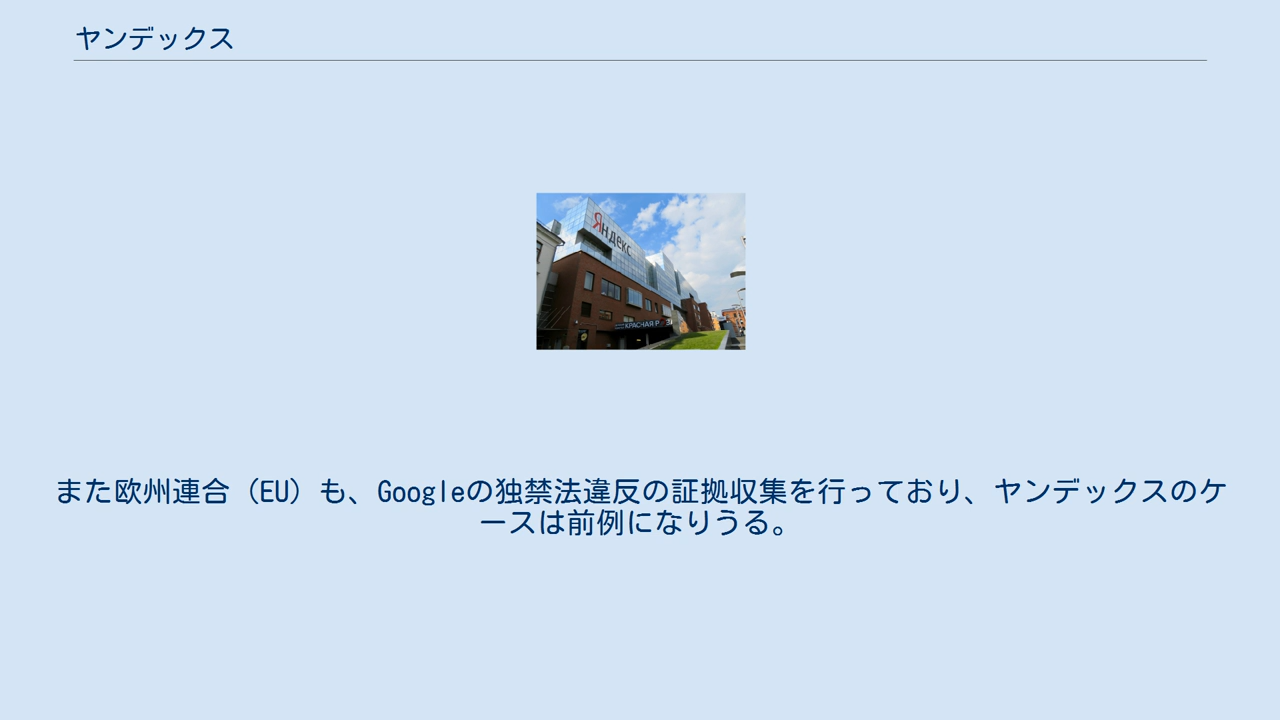 ヤンデックス
Яндекс
КРАСНАЯ Р
また欧州連合（EU）も、Googleの独禁法違反の証拠収集を行っており、ヤンデックスのケ
ースは前例になりうる。